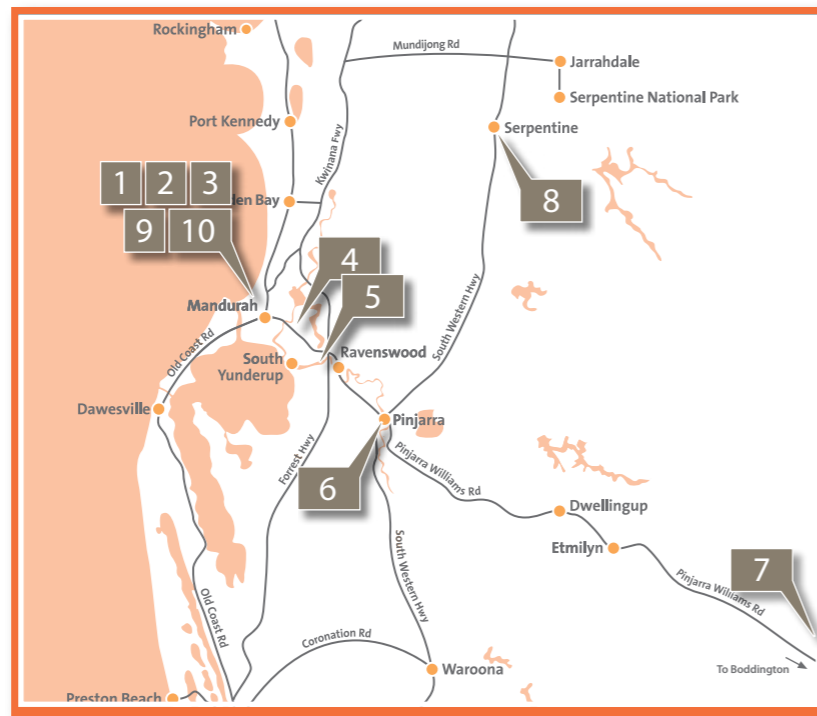 Rockingham
Mundijong Rd
Jarrahdale
Serpentine National Park
Port Kennedy
Serpentine
Kwinana Fwy
1 2 3
den Bay
8
9 10
4
5
Mandurah
South Western Hwy
Old Coast Rd
Ravenswood
South
Yunderup
Dawesville
Pinjarra
Forrest Hwy
6
Pinjarra Williams Rd
Dwellingup
South Western Hwy
Etmilyn
7
Pinjarra Williams Rd
Old Coast Rd
Coronation Rd
Waroona
To Boddington
Preston Beach